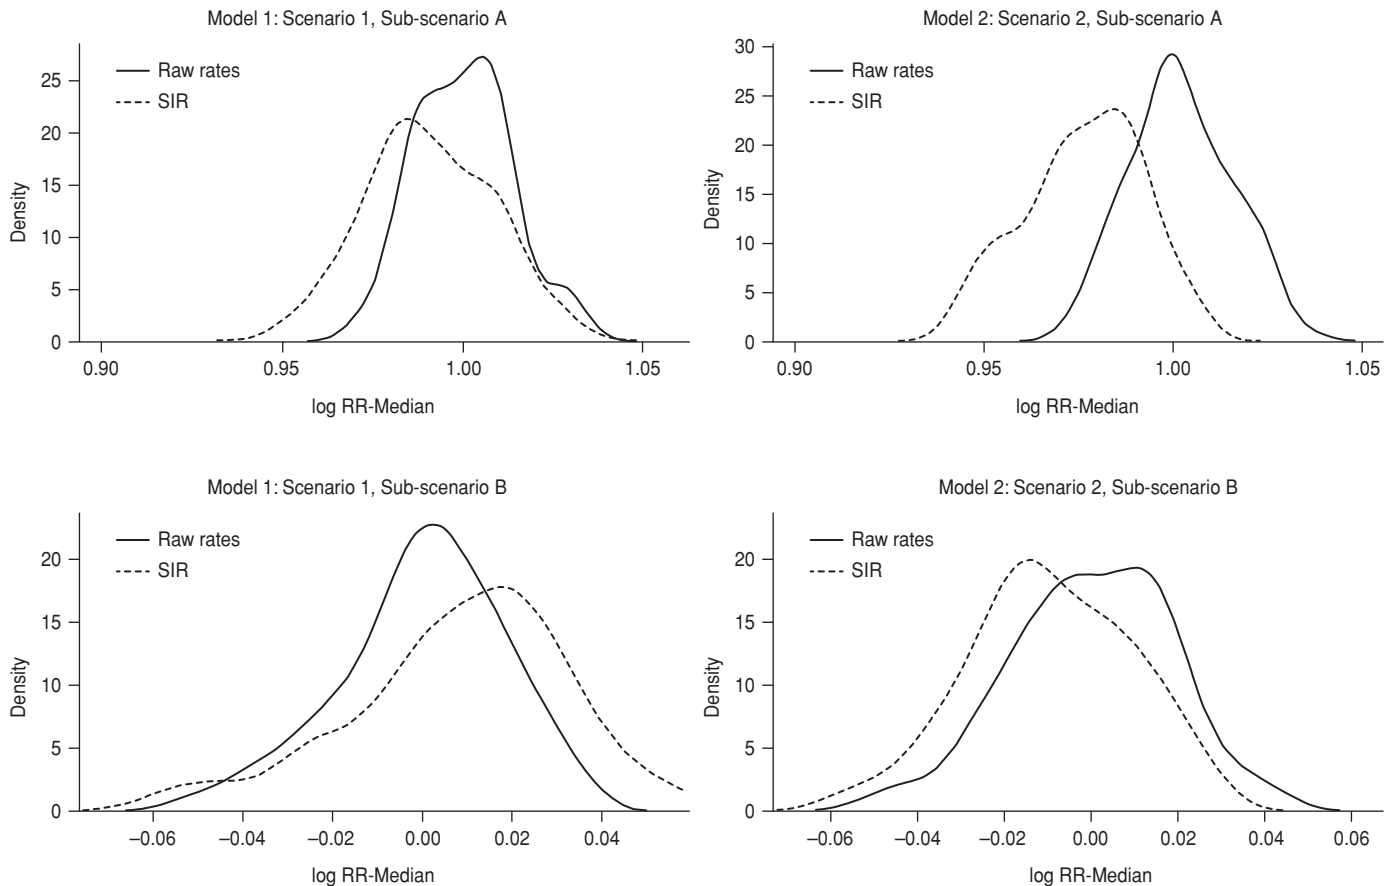 Model 1: Scenario 1, Sub-scenario A
Raw rates
SIR
25
20
15
10
5
0
Density
0.90
0.95
1.00
1.05
log RR-Median
Model 2: Scenario 2, Sub-scenario A
Raw rates
SIR
30
25
20
15
10
5
0
Density
0.90
0.95
1.00
1.05
log RR-Median
Model 1: Scenario 1, Sub-scenario B
Raw rates
SIR
20
15
10
5
0
Density
–0.06
–0.04
–0.02
0.00
0.02
0.04
log RR-Median
Model 2: Scenario 2, Sub-scenario B
Raw rates
SIR
20
15
10
5
0
Density
–0.06
–0.04
–0.02
0.00
0.02
0.04
0.06
log RR-Median